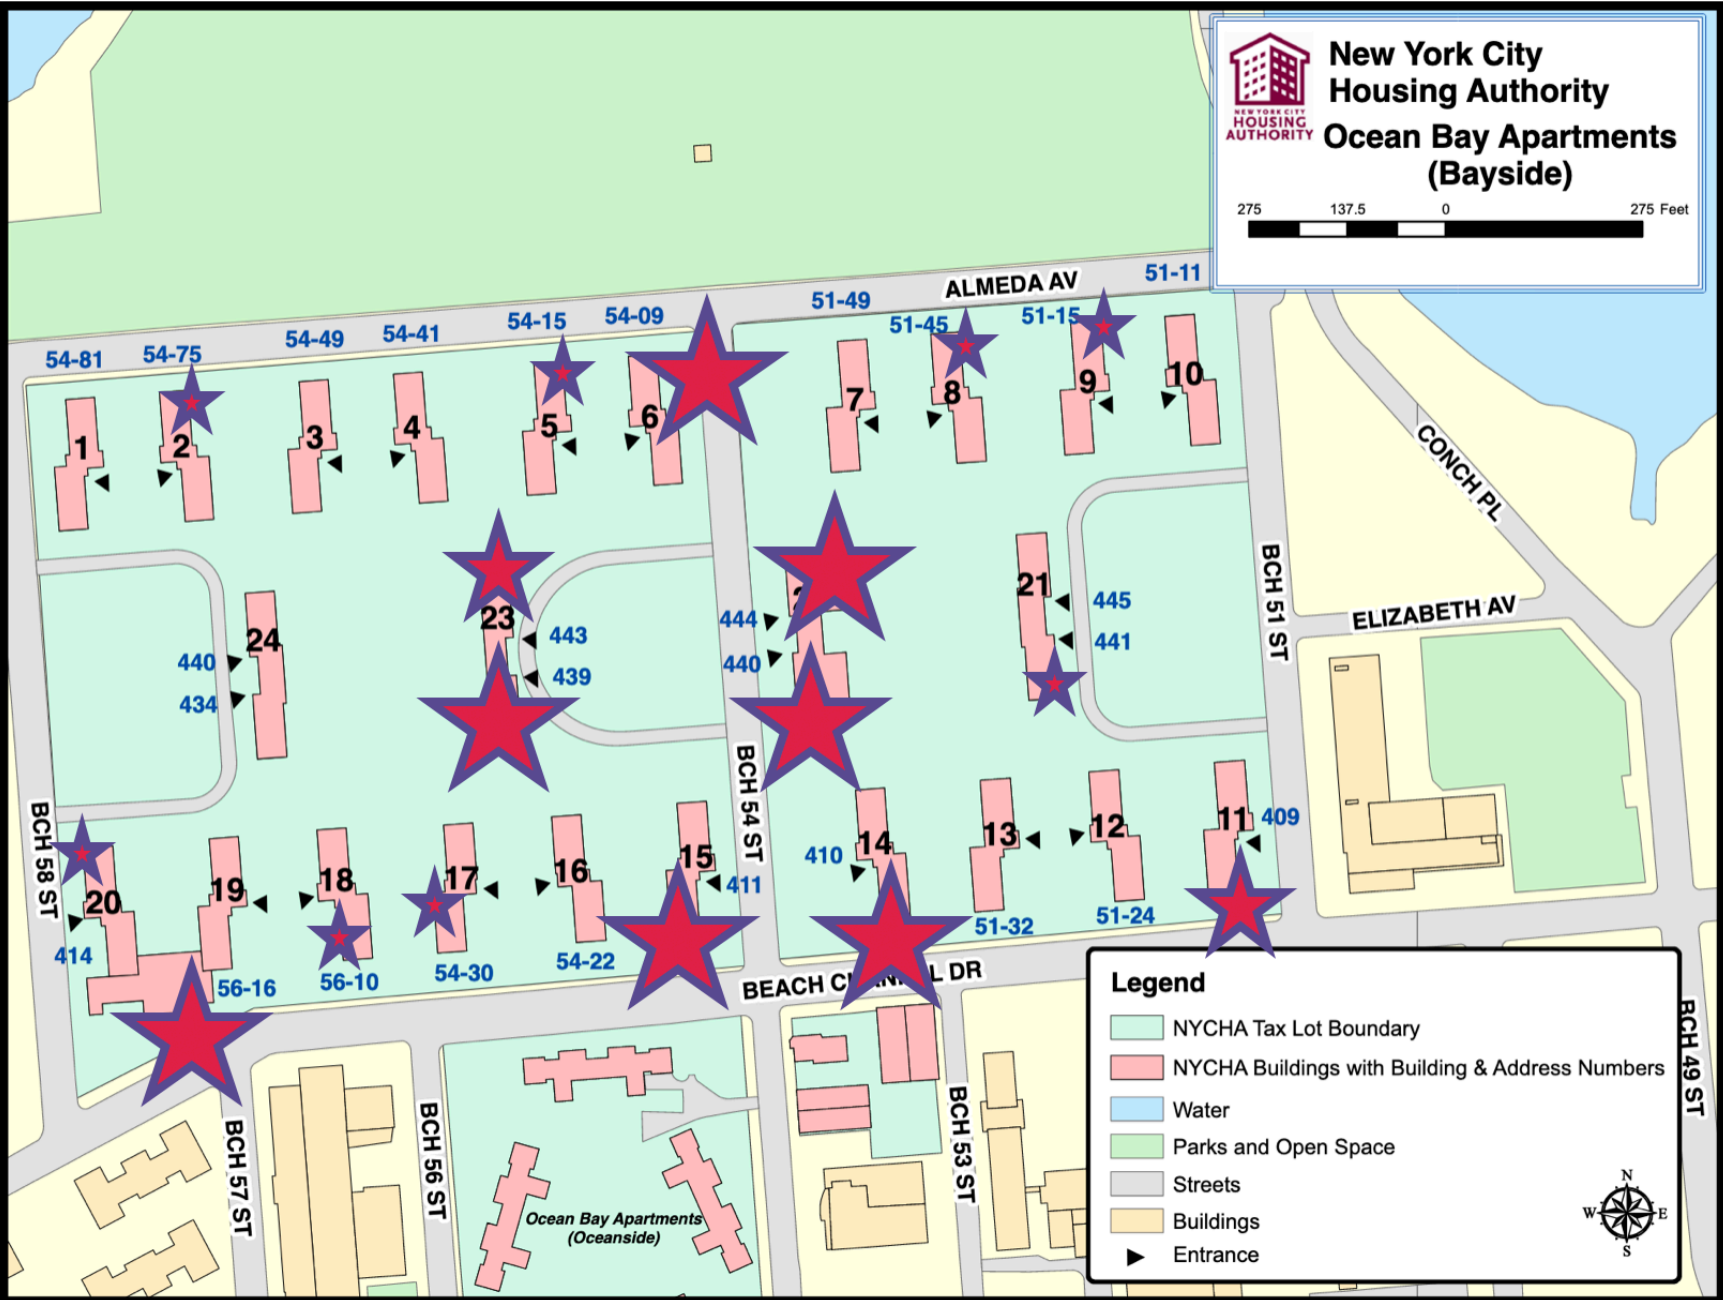 New York City
Housing Authority
Ocean Bay Apartments
(Bayside)
NEW YORK CITY
HOUSING
AUTHORITY
275 137.5 0 275 Feet
ALMEDA AV
51-11
51-49
51-45
51-15
54-09
54-15
54-41
54-49
54-75
54-81
1
2
3
4
5
6
7
8
9
10
CONCH PL
BCH 51 ST
ELIZABETH AV
21
445
441
444
440
23
443
439
24
440
434
BCH 58 ST
BCH 54 ST
20
414
19
56-16
18
56-10
17
54-30
16
54-22
15
411
14
410
13
51-32
12
51-24
11
409
BCH 57 ST
BCH 56 ST
BCH 53 ST
BCH 49 ST
Ocean Bay Apartments
(Oceanside)
Legend
NYCHA Tax Lot Boundary
NYCHA Buildings with Building & Address Numbers
Water
Parks and Open Space
Streets
Buildings
Entrance
N
W E
S
BEACH
DR